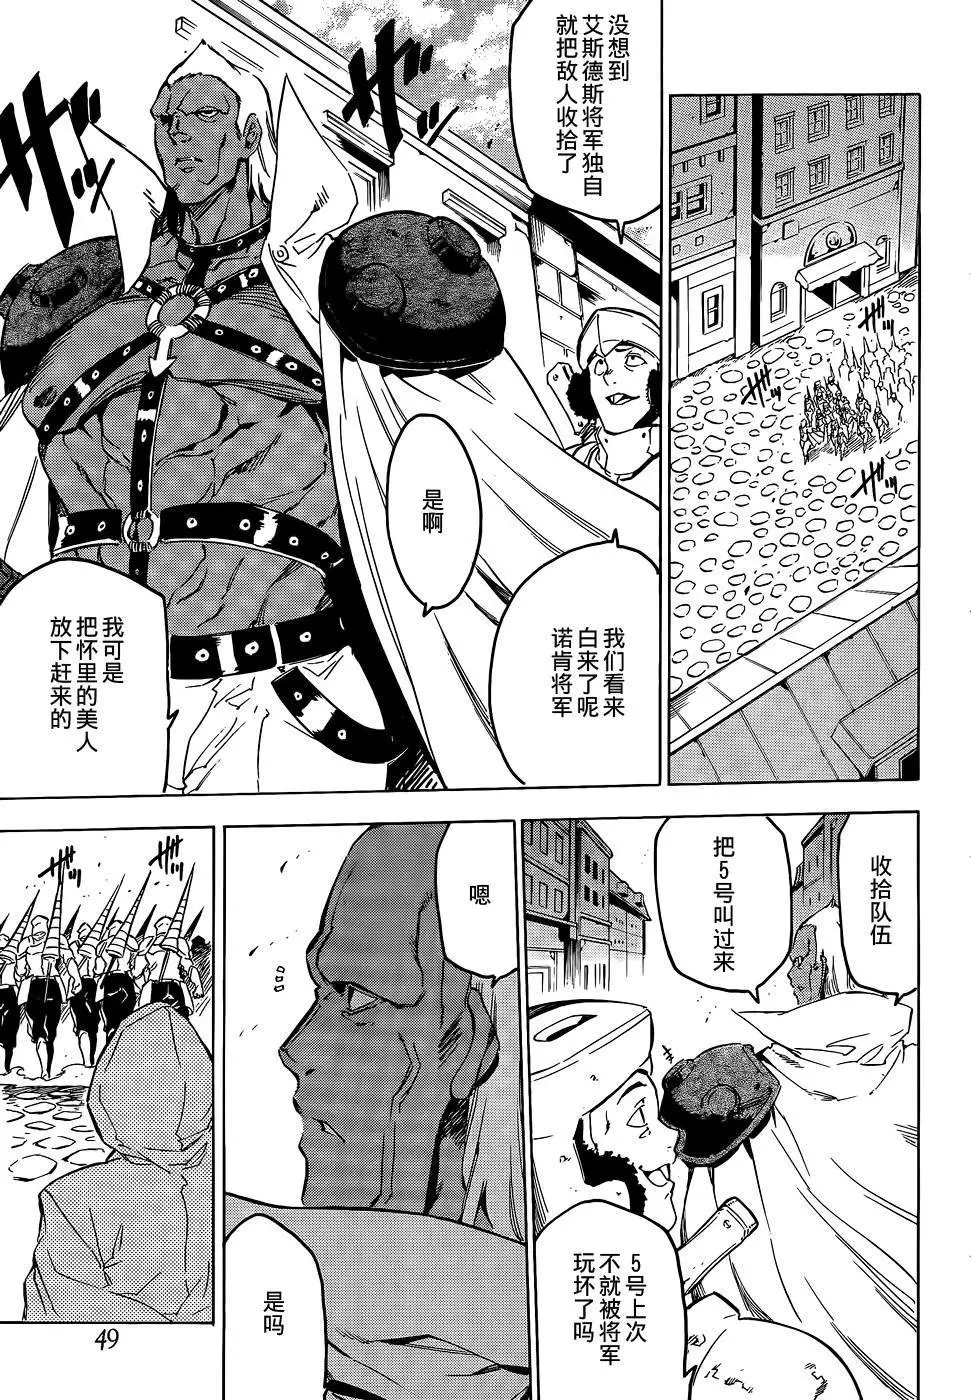 没想到
艾斯德斯将军独自
就把敌人收拾了
是啊
我们看来
白来了呢
诺肯将军
我可是
把怀里的美人
放下赶来的
收拾队伍
把5号叫过来
5号上次
不就被将军
玩坏了吗
嗯
是吗
49